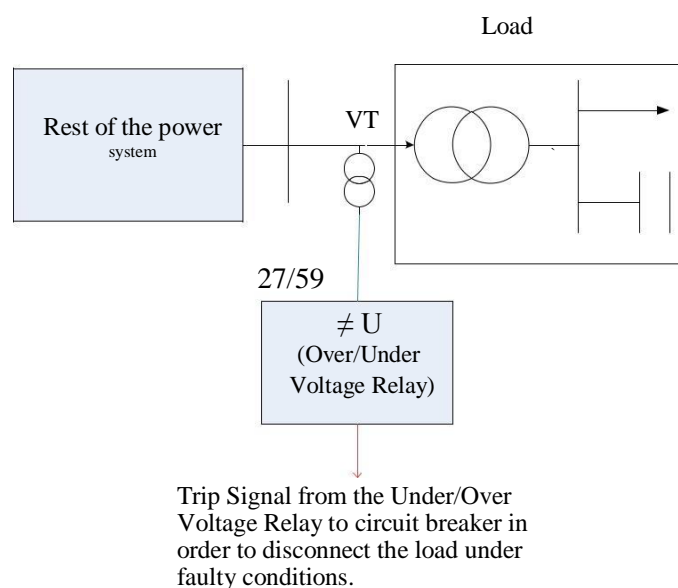 Load
Rest of the power
system
VT
27/59
≠ U
(Over/Under
Voltage Relay)
Trip Signal from the Under/Over
Voltage Relay to circuit breaker in
order to disconnect the load under
faulty conditions.